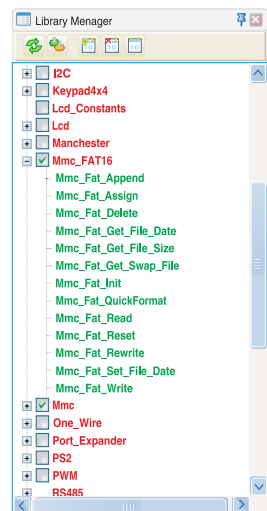 Library Menager
I2C
Keypad4x4
Lcd_Constants
Lcd
Manchester
Mmc_FAT16
Mmc_Fat_Append
Mmc_Fat_Assign
Mmc_Fat_Delete
Mmc_Fat_Get_File_Date
Mmc_Fat_Get_File_Size
Mmc_Fat_Get_Swap_File
Mmc_Fat_Init
Mmc_Fat_QuickFormat
Mmc_Fat_Read
Mmc_Fat_Reset
Mmc_Fat_Rewrite
Mmc_Fat_Set_File_Date
Mmc_Fat_Write
Mmc
One_Wire
Port_Expander
PS2
PWM
RS485